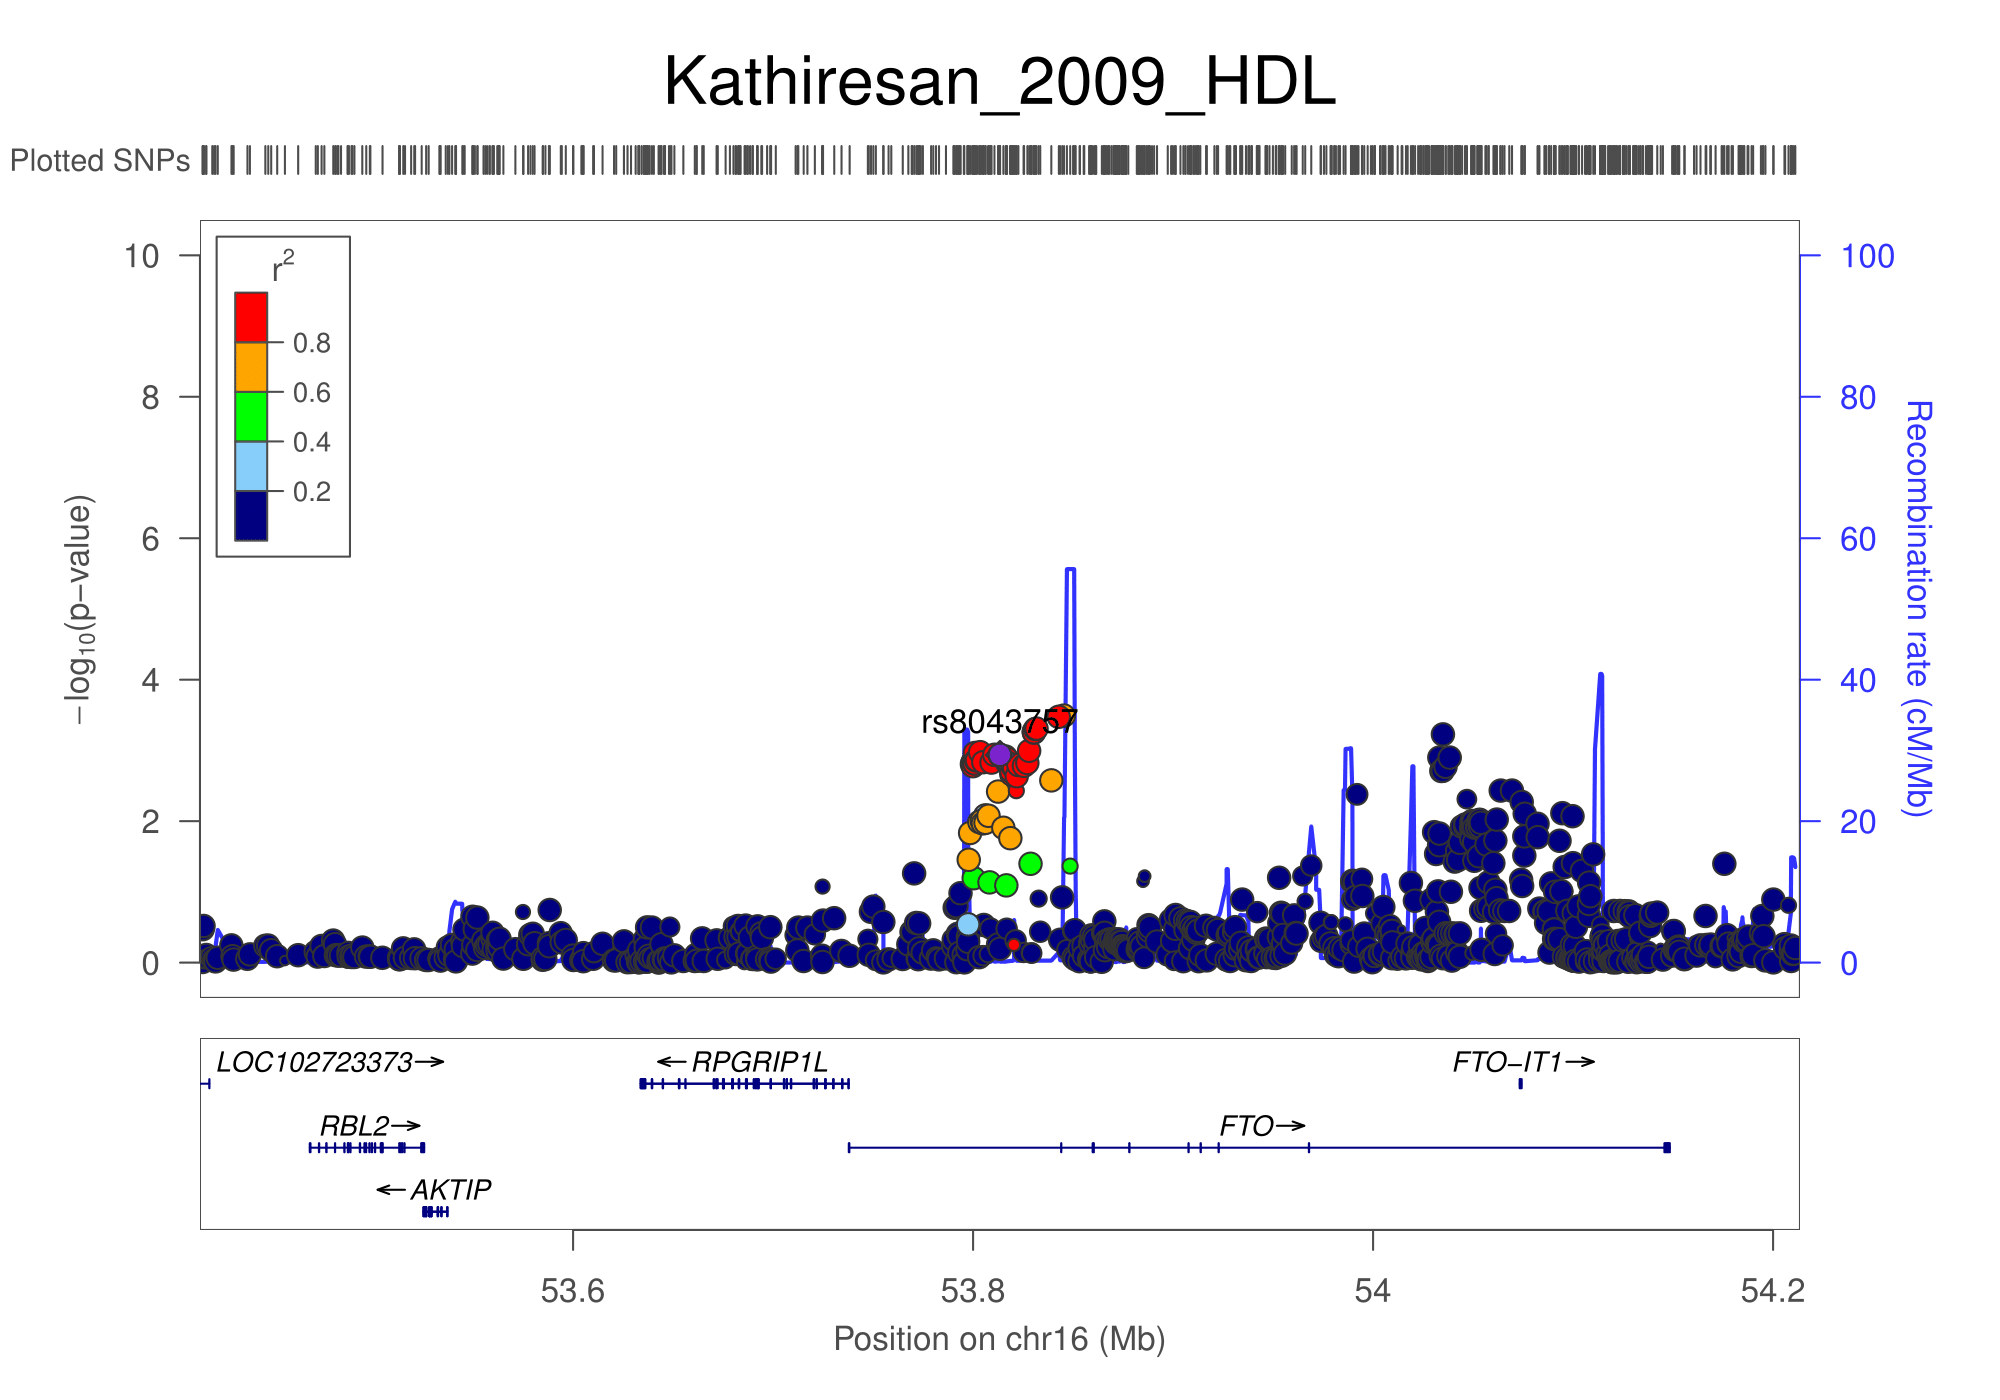 Kathiresan_2009_HDL
Plotted SNPs
r2
0.8
0.6
0.4
0.2
10
8
6
4
2
0
−log10(p−value)
100
80
60
40
20
0
Recombination rate (cM/Mb)
rs8043757
LOC102723373→
←RPGRIP1L
FTO−IT1→
RBL2→
FTO→
←AKTIP
53.6
53.8
54
54.2
Position on chr16 (Mb)